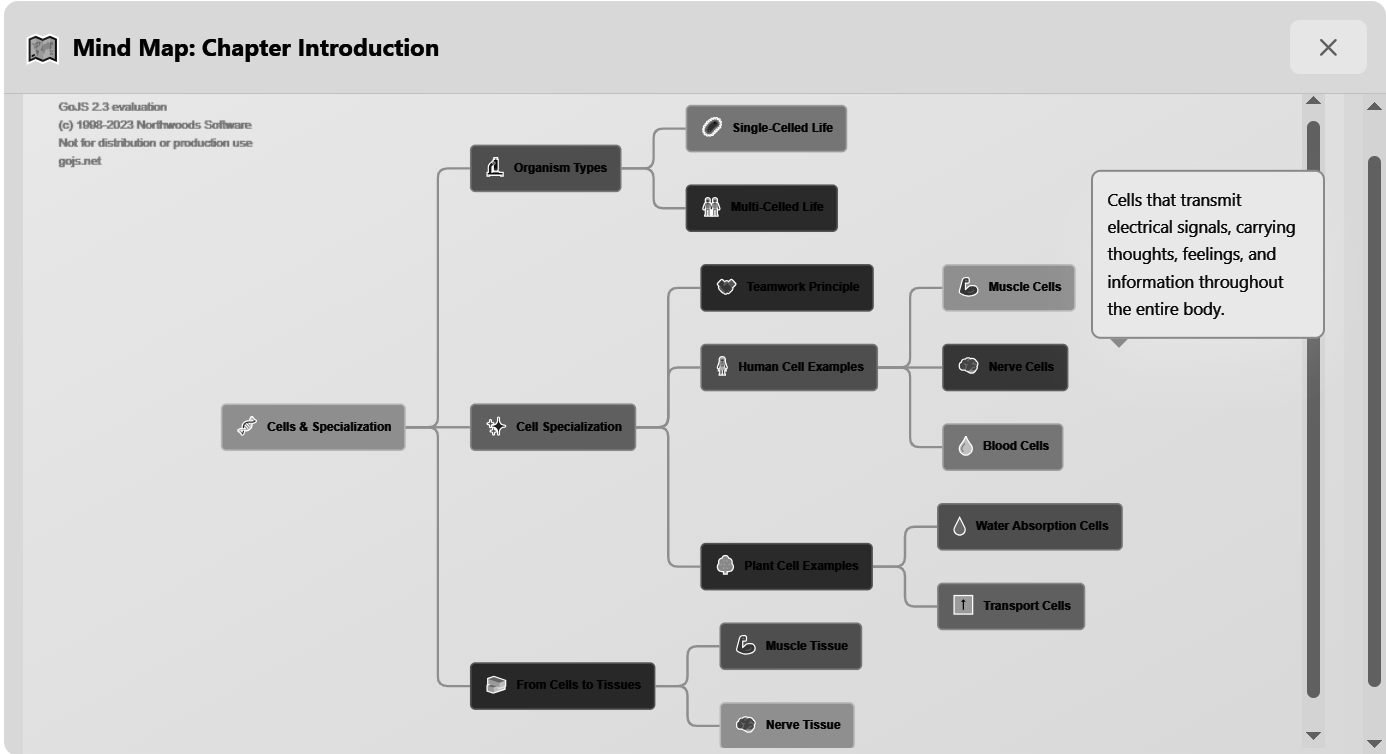 Mind Map: Chapter Introduction
GoJS 2.3 evaluation
(c) 1998-2023 Northwoods Software
Not for distribution or production use
gojs.net
Single-Celled Life
Organism Types
Multi-Celled Life
Cells that transmit
electrical signals, carrying
thoughts, feelings, and
information throughout
the entire body.
Teamwork Principle
Muscle Cells
Human Cell Examples
Nerve Cells
Cells & Specialization
Cell Specialization
Blood Cells
Water Absorption Cells
Plant Cell Examples
Transport Cells
Muscle Tissue
From Cells to Tissues
Nerve Tissue